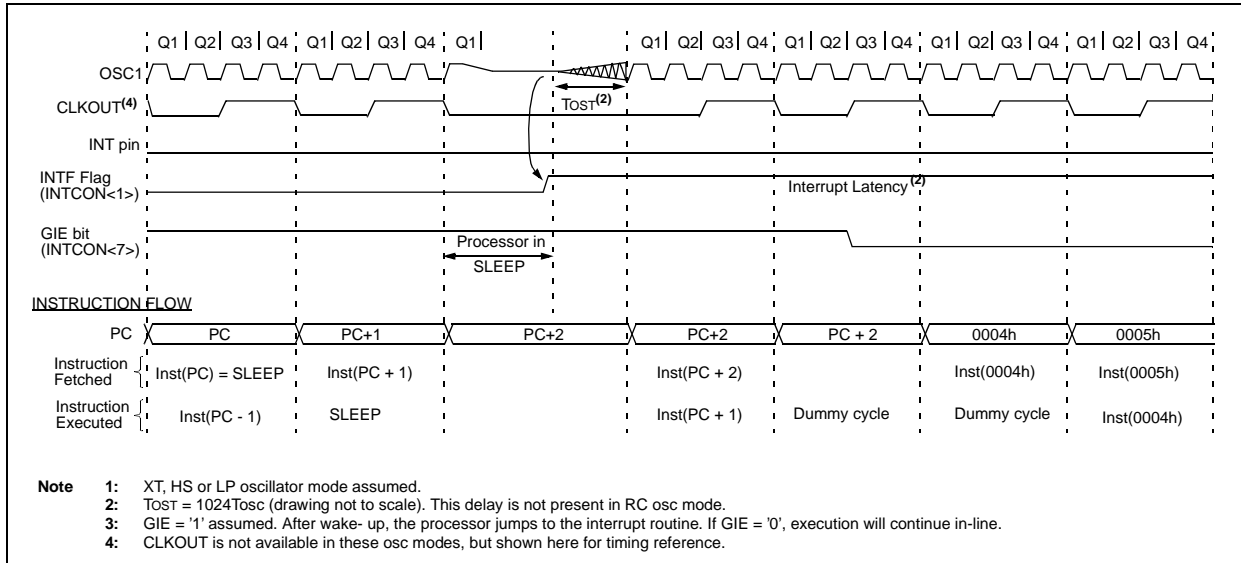 Q1 Q2 Q3 Q4 Q1 Q2 Q3 Q4 Q1 Q1 Q2 Q3 Q4 Q1 Q2 Q3 Q4 Q1 Q2 Q3 Q4 Q1 Q2 Q3 Q4
OSC1
TOST(2)
CLKOUT(4)
INT pin
INTF Flag
(INTCON<1>)
Interrupt Latency(2)
GIE bit
(INTCON<7>)
Processor in
SLEEP
INSTRUCTION FLOW
PC PC PC+1 PC+2 PC+2 PC + 2 0004h 0005h
Instruction
Fetched
Inst(PC) = SLEEP Inst(PC + 1) Inst(PC + 2) Inst(0004h) Inst(0005h)
Instruction
Executed
Inst(PC - 1) SLEEP Inst(PC + 1) Dummy cycle Dummy cycle Inst(0004h)
Note 1: XT, HS or LP oscillator mode assumed.
2: TOST = 1024Tosc (drawing not to scale). This delay is not present in RC osc mode.
3: GIE = '1' assumed. After wake- up, the processor jumps to the interrupt routine. If GIE = '0', execution will continue in-line.
4: CLKOUT is not available in these osc modes, but shown here for timing reference.